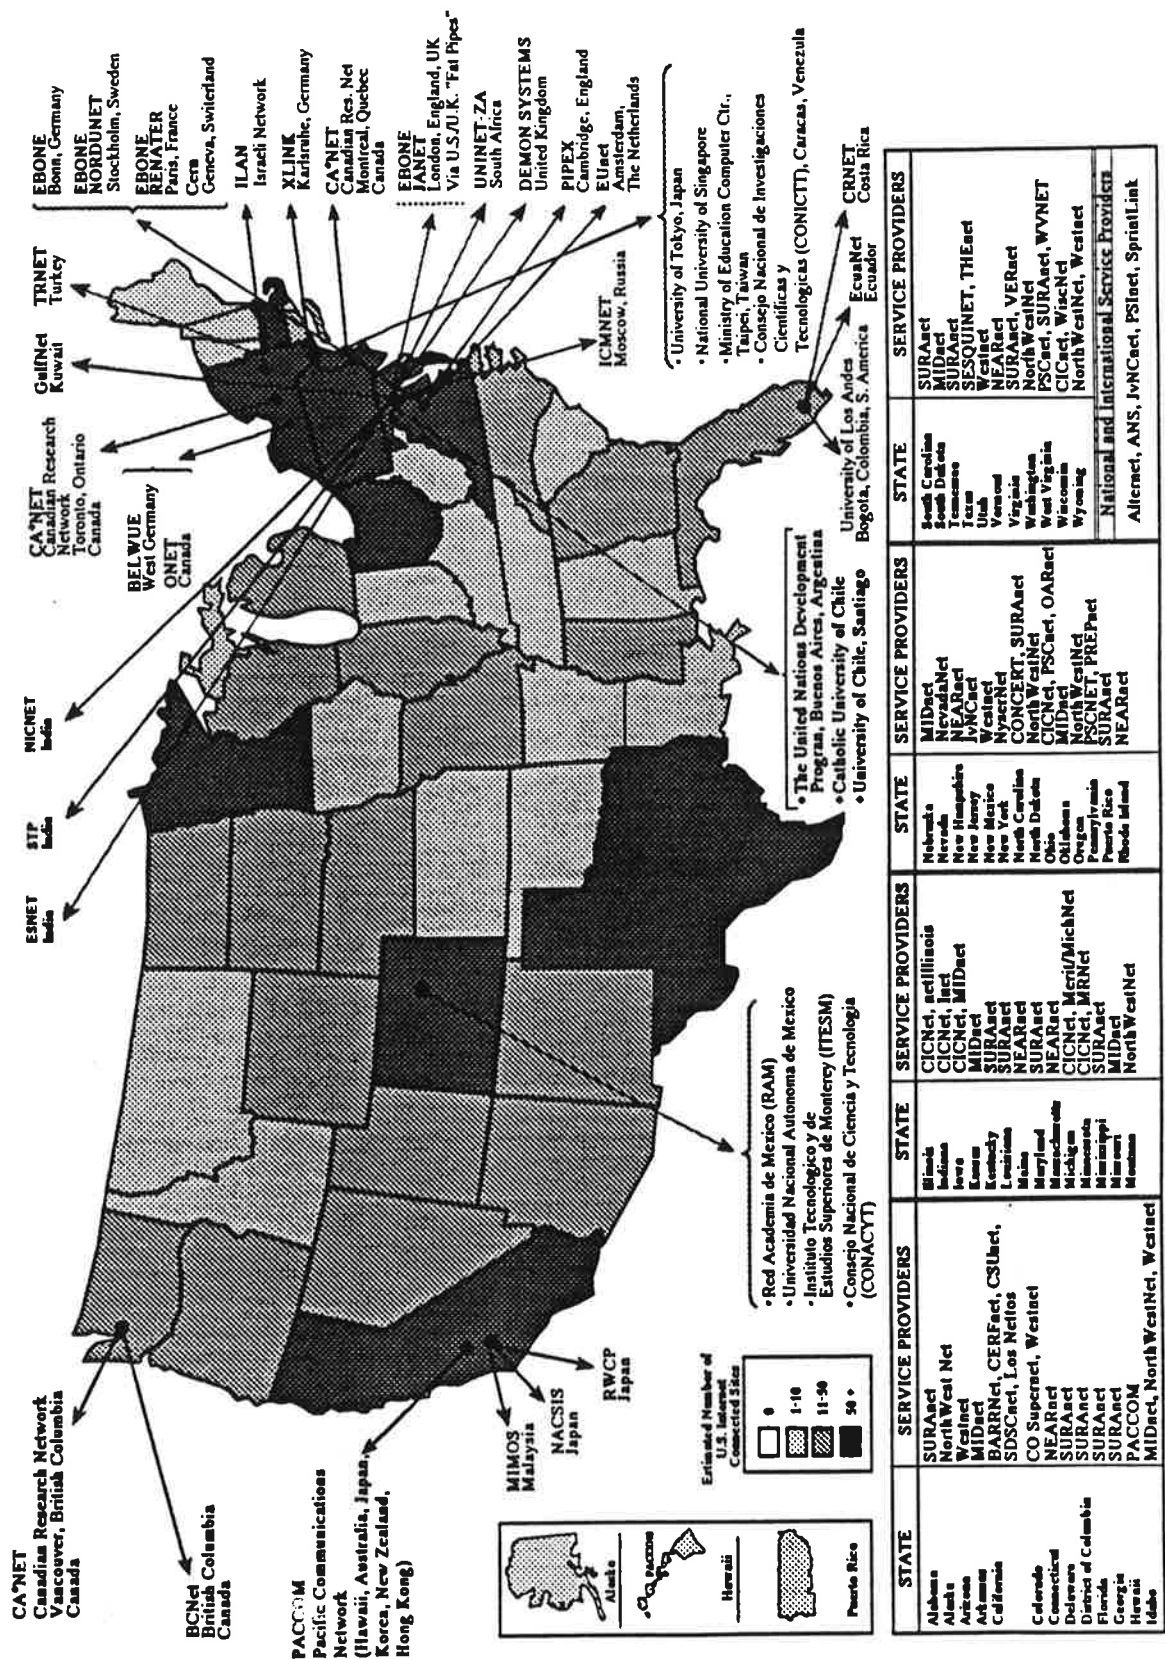 CA*NET
Canadian Research Network
Vancouver, British Columbia
Canada
BCNet
British Columbia
Canada
PACCOM
Pacific Communications
Network
(Hawaii, Australia, Japan,
Korea, New Zealand,
Hong Kong)
ESNET
India
STP
India
NICNET
India
BELWUE
West Germany
ONET
Canada
CA*NET
Canadian Research
Network
Toronto, Ontario
Canada
GulfNet
Kuwait
TRNET
Turkey
EBONE
Bonn, Germany
EBONE
NORDUNET
Stockholm, Sweden
EBONE
RENATER
Paris, France
Cern
Geneva, Switerland
ILAN
Israeli Network
XLINK
Karlsruhe, Germany
CA*NET
Canadian Res. Net
Montreal, Quebec
Canada
EBONE
JANET
London, England, UK
Via U.S./U.K. "Fat Pipes"
UNINET-ZA
South Africa
DEMON SYSTEMS
United Kingdom
PIPEX
Cambridge, England
EUnet
Amsterdam,
The Netherlands
ICMNET
Moscow, Russia
• University of Tokyo, Japan
• National University of Singapore
• Ministry of Education Computer Ctr.,
Taipei, Taiwan
• Consejo Nacional de Investigaciones
Cientificas y
Tecnologicas (CONICTT), Caracas, Venezula
CRNET
Costa Rica
EcuaNet
Ecuador
University of Los Andes
Bogota, Colombia, S. America
• The United Nations Development
Progran, Buenos Aires, Argentina
• Catholic University of Chile
• University of Chile, Santiago
• Red Academia de Mexico (RAM)
• Universidad Nacional Autonoma de Mexico
• Instituto Tecnologico y de
Estudios Superiores de Monterey (ITESM)
• Consejo Nacional de Ciencia y Tecnologia
(CONACYT)
RWCP
Japan
NACSIS
Japan
MIMOS
Malaysia
Estimated Number of
U.S. Internet
Connected Sites
0
1-10
11-50
50 +
Alaska
PACCOM
Hawaii
Puerto Rico
STATE SERVICE PROVIDERS
Alabama SURAnet
Alaska NorthWest Net
Arizona Westnet
Arkansas MIDnet
California BARRNet, CERFnet, CSUnet,
SDSCnet, Los Nettos
Colorado CO Supernet, Westnet
Connecticut NEARnet
Delaware SURAnet
District of Columbia SURAnet
Florida SURAnet
Georgia SURAnet
Hawaii PACCOM
Idaho MIDnet, NorthWestNet, Westnet
STATE SERVICE PROVIDERS
Illinois CICNet, netIllinois
Indiana CICNet, Inet
Iowa CICNet, MIDnet
Kansas MIDnet
Kentucky SURAnet
Louisiana SURAnet
Maine NEARnet
Maryland SURAnet
Massachusetts NEARnet
Michigan CICNet, Merit/MichNet
Minnesota CICNet, MRNet
Mississippi SURAnet
Missouri MIDnet
Montana NorthWestNet
STATE SERVICE PROVIDERS
Nebraska MIDnet
Nevada NevadaNet
New Hampshire NEARnet
New Jersey JvNCnet
New Mexico Westnet
New York NyserNet
North Carolina CONCERT, SURAnet
North Dakota NorthWestNet
Ohio CICNet, PSCnet, OARnet
Oklahoma MIDnet
Oregon NorthWestNet
Pennsylvania PSCNET, PREPnet
Puerto Rico SURAnet
Rhode Island NEARnet
STATE SERVICE PROVIDERS
South Carolina SURAnet
South Dakota MIDnet
Tennessee SURAnet
Texas SESQUINET, THEnet
Utah Westnet
Vermont NEARnet
Virginia SURAnet, VERnet
Washington NorthWestNet
West Virginia PSCnet, SURAnet, WVNET
Wisconsin CICnet, WiscNet
Wyoming NorthWestNet, Westnet
National and International Service Providers
Alternet, ANS, JvNCnet, PSInet, SprintLink